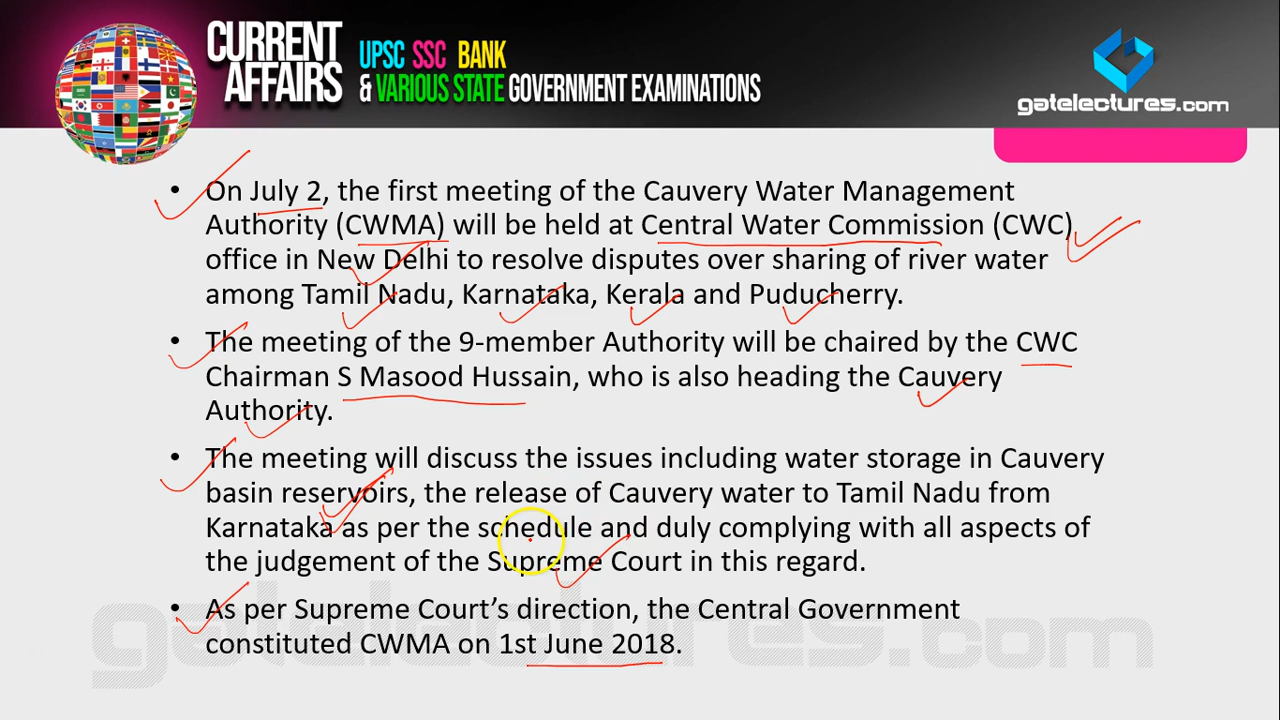 CURRENT
AFFAIRS
UPSC SSC BANK
& VARIOUS STATE GOVERNMENT EXAMINATIONS
gatelectures.com
• On July 2, the first meeting of the Cauvery Water Management
Authority (CWMA) will be held at Central Water Commission (CWC)
office in New Delhi to resolve disputes over sharing of river water
among Tamil Nadu, Karnataka, Kerala and Puducherry.
• The meeting of the 9-member Authority will be chaired by the CWC
Chairman S Masood Hussain, who is also heading the Cauvery
Authority.
• The meeting will discuss the issues including water storage in Cauvery
basin reservoirs, the release of Cauvery water to Tamil Nadu from
Karnataka as per the schedule and duly complying with all aspects of
the judgement of the Supreme Court in this regard.
• As per Supreme Court’s direction, the Central Government
constituted CWMA on 1st June 2018.
gatelectures.com